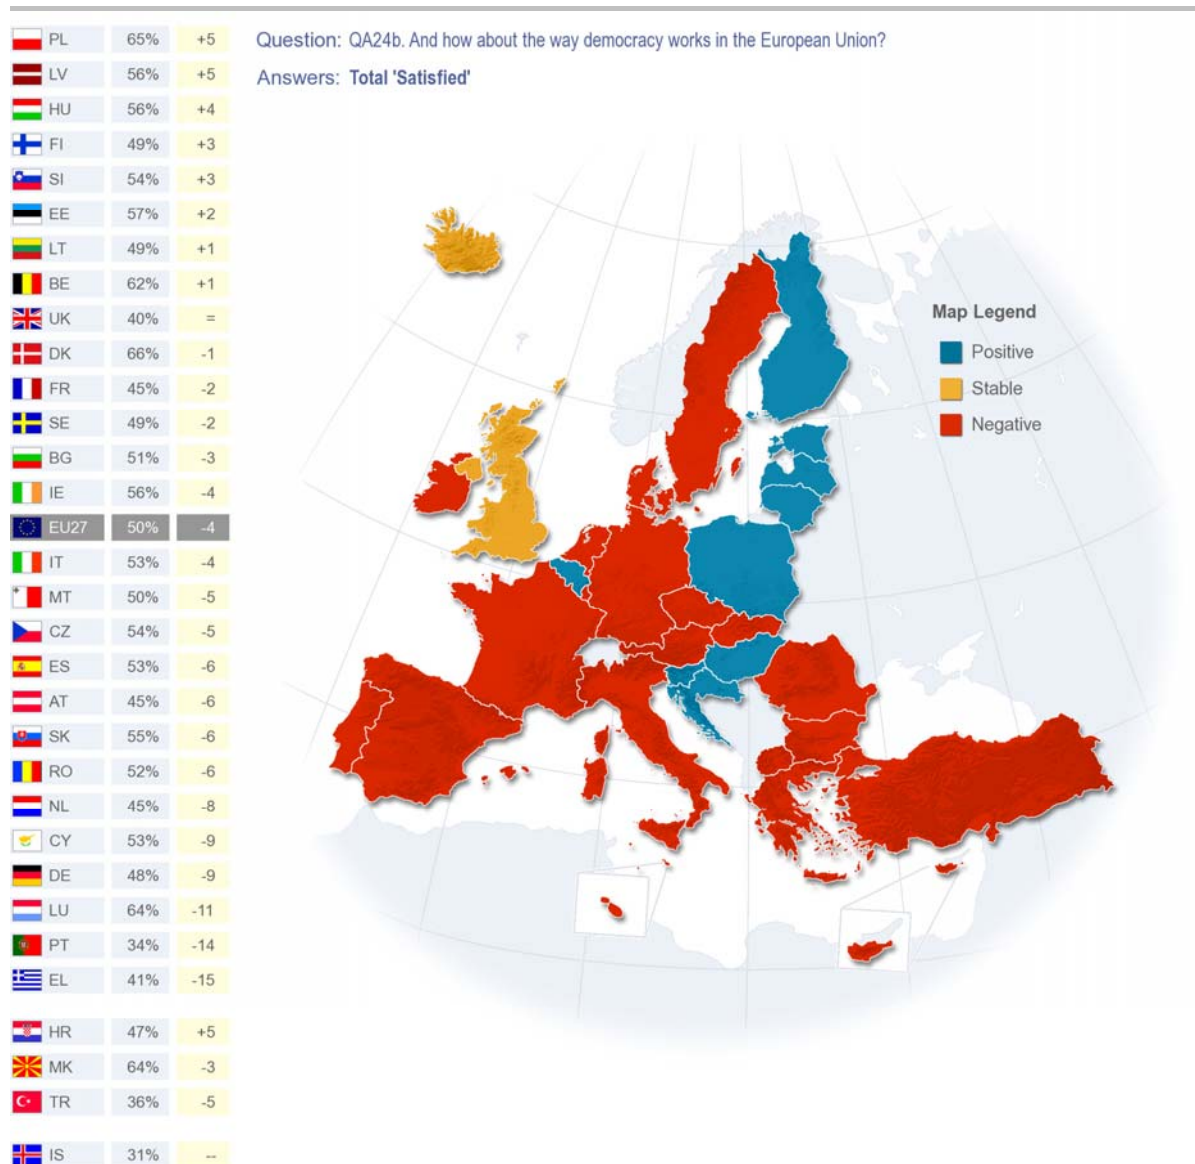 Question: QA24b. And how about the way democracy works in the European Union?
Answers: Total 'Satisfied'
PL 65% +5
LV 56% +5
HU 56% +4
FI 49% +3
SI 54% +3
EE 57% +2
LT 49% +1
BE 62% +1
UK 40% =
DK 66% -1
FR 45% -2
SE 49% -2
BG 51% -3
IE 56% -4
EU27 50% -4
IT 53% -4
MT 50% -5
CZ 54% -5
ES 53% -6
AT 45% -6
SK 55% -6
RO 52% -6
NL 45% -8
CY 53% -9
DE 48% -9
LU 64% -11
PT 34% -14
EL 41% -15
HR 47% +5
MK 64% -3
TR 36% -5
IS 31% --
Map Legend
Positive
Stable
Negative